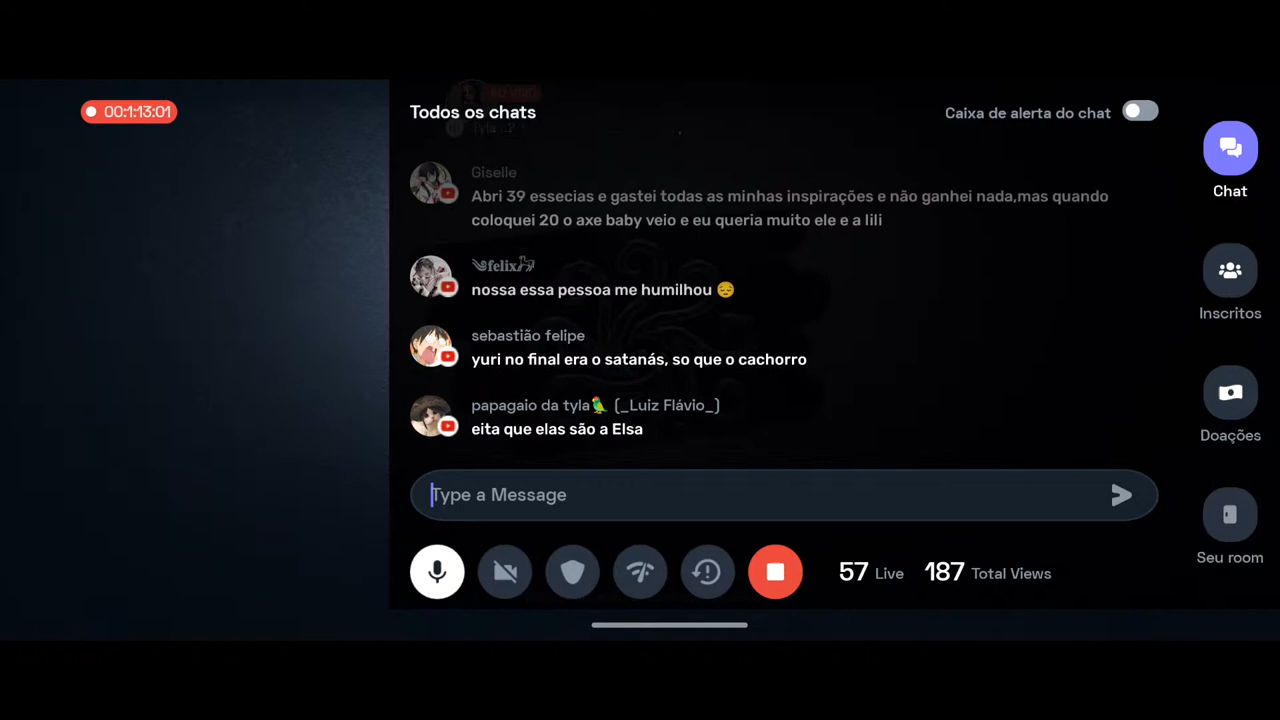 00:1:13:01
Todos os chats
Caixa de alerta do chat
Giselle
Abri 39 essecias e gastei todas as minhas inspirações e não ganhei nada,mas quando
coloquei 20 o axe baby veio e eu queria muito ele e a lili
felix
nossa essa pessoa me humilhou 😔
sebastião felipe
yuri no final era o satanás, so que o cachorro
papagaio da tyla🦜 (_Luiz Flávio_)
eita que elas são a Elsa
Type a Message
57 Live 187 Total Views
Chat
Inscritos
Doações
Seu room